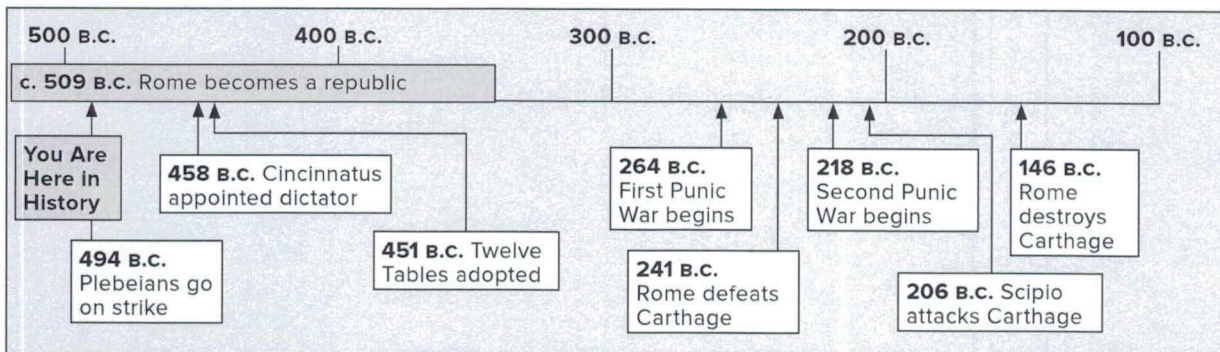 500 B.C.
400 B.C.
300 B.C.
200 B.C.
100 B.C.
c. 509 B.C. Rome becomes a republic
You Are
Here in
History
494 B.C.
Plebeians go
on strike
458 B.C. Cincinnatus
appointed dictator
451 B.C. Twelve
Tables adopted
264 B.C.
First Punic
War begins
241 B.C.
Rome defeats
Carthage
218 B.C.
Second Punic
War begins
206 B.C. Scipio
attacks Carthage
146 B.C.
Rome
destroys
Carthage